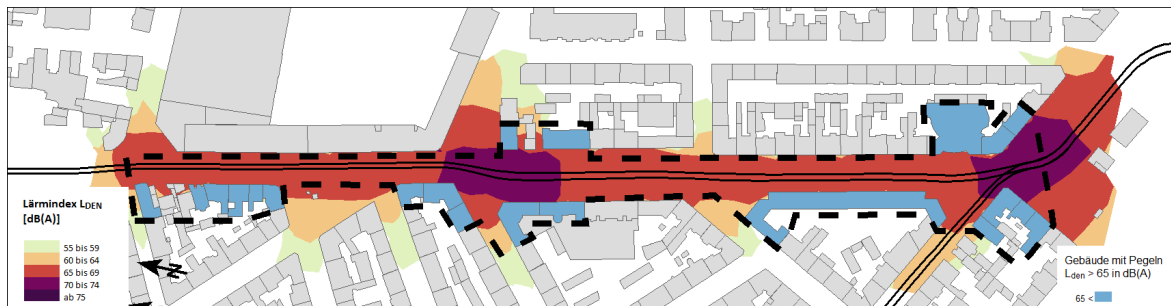 Lärmindex LDEN
[dB(A)]
55 bis 59
60 bis 64
65 bis 69
70 bis 74
ab 75
N
Gebäude mit Pegeln
Lden > 65 in dB(A)
65 <